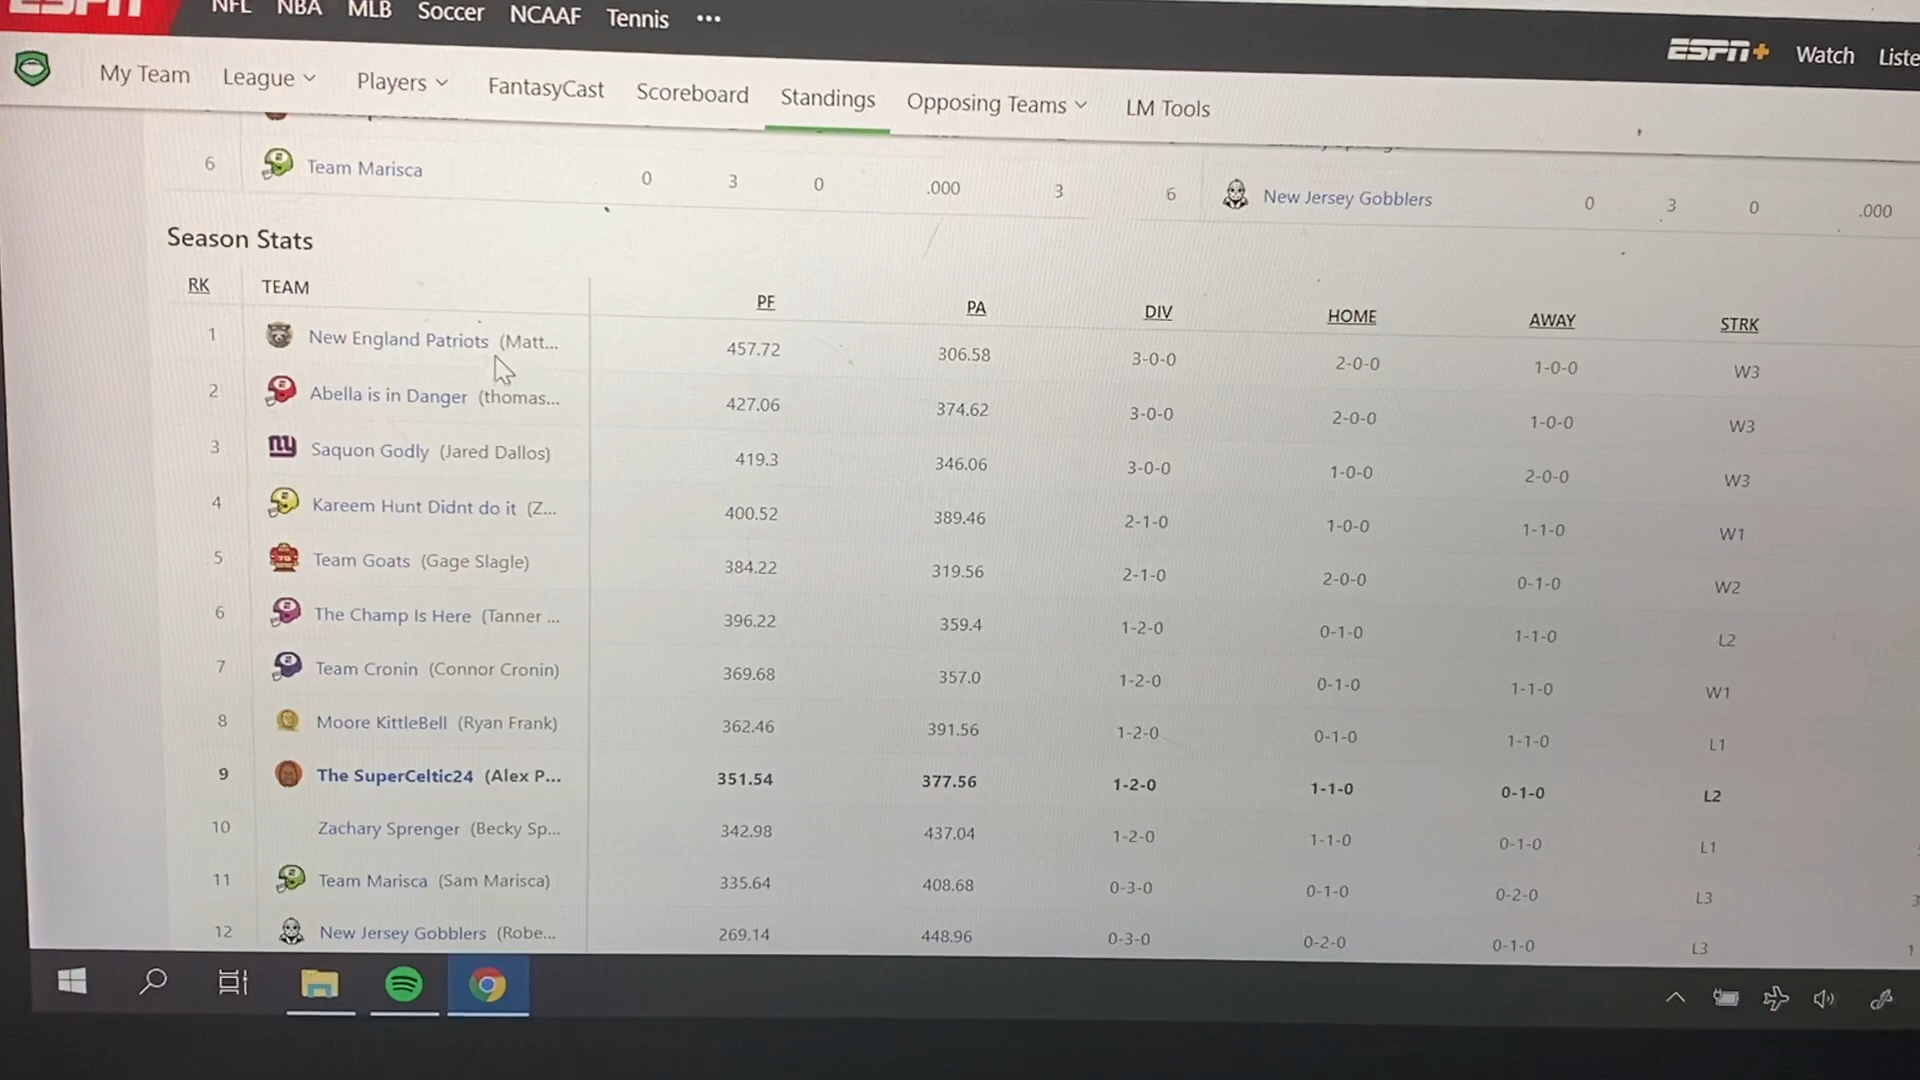 ESPN NFL NBA MLB Soccer NCAAF Tennis •••
ESPN+ Watch
My Team League Players FantasyCast Scoreboard Standings Opposing Teams LM Tools
6 Team Marisca 0 3 0 .000 3 6 New Jersey Gobblers 0 3 0 .000
Season Stats
RK TEAM PF PA DIV HOME AWAY STRK
1 New England Patriots (Matt... 457.72 306.58 3-0-0 2-0-0 1-0-0 W3
2 Abella is in Danger (thomas... 427.06 374.62 3-0-0 2-0-0 1-0-0 W3
3 ny Saquon Godly (Jared Dallos) 419.3 346.06 3-0-0 1-0-0 2-0-0 W3
4 Kareem Hunt Didnt do it (Z... 400.52 389.46 2-1-0 1-0-0 1-1-0 W1
5 Team Goats (Gage Slagle) 384.22 319.56 2-1-0 2-0-0 0-1-0 W2
6 The Champ Is Here (Tanner ... 396.22 359.4 1-2-0 0-1-0 1-1-0 L2
7 Team Cronin (Connor Cronin) 369.68 357.0 1-2-0 0-1-0 1-1-0 W1
8 Moore KittleBell (Ryan Frank) 362.46 391.56 1-2-0 0-1-0 1-1-0 L1
9 The SuperCeltic24 (Alex P... 351.54 377.56 1-2-0 1-1-0 0-1-0 L2
10 Zachary Sprenger (Becky Sp... 342.98 437.04 1-2-0 1-1-0 0-1-0 L1
11 Team Marisca (Sam Marisca) 335.64 408.68 0-3-0 0-1-0 0-2-0 L3
12 New Jersey Gobblers (Robe... 269.14 448.96 0-3-0 0-2-0 0-1-0 L3